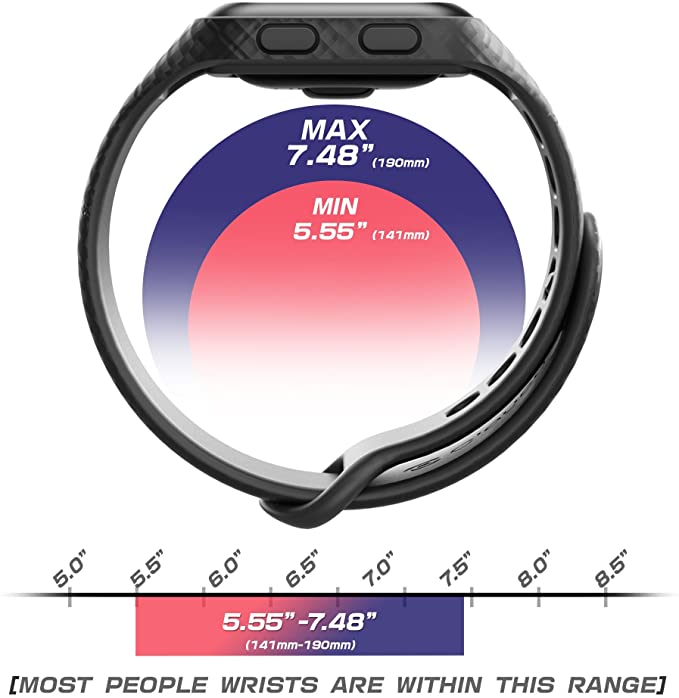 MAX
7.48” (190mm)
MIN
5.55” (141mm)
5.0” 5.5” 6.0” 6.5” 7.0” 7.5” 8.0” 8.5”
5.55”-7.48”
(141mm-190mm)
[MOST PEOPLE WRISTS ARE WITHIN THIS RANGE]